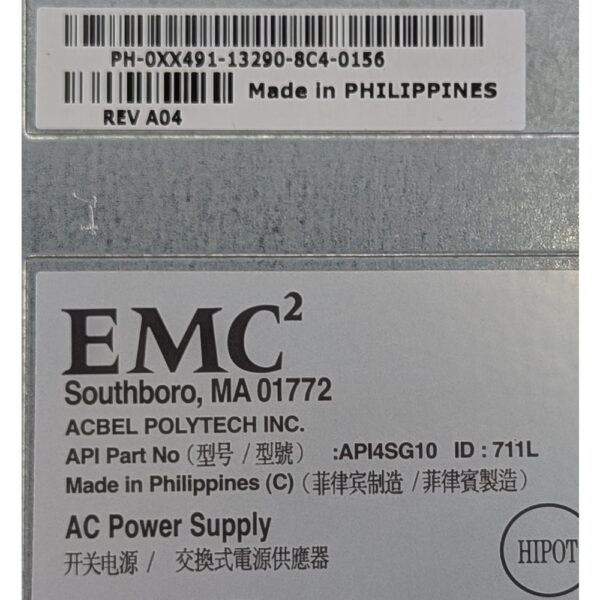 PH-0XX491-13290-8C4-0156
Made in PHILIPPINES
REV A04
EMC²
Southboro, MA 01772
ACBEL POLYTECH INC.
API Part No (型号 / 型號) :API4SG10 ID : 711L
Made in Philippines (C) (菲律宾制造 / 菲律賓製造)
AC Power Supply
开关电源 / 交換式電源供應器
HIPOT